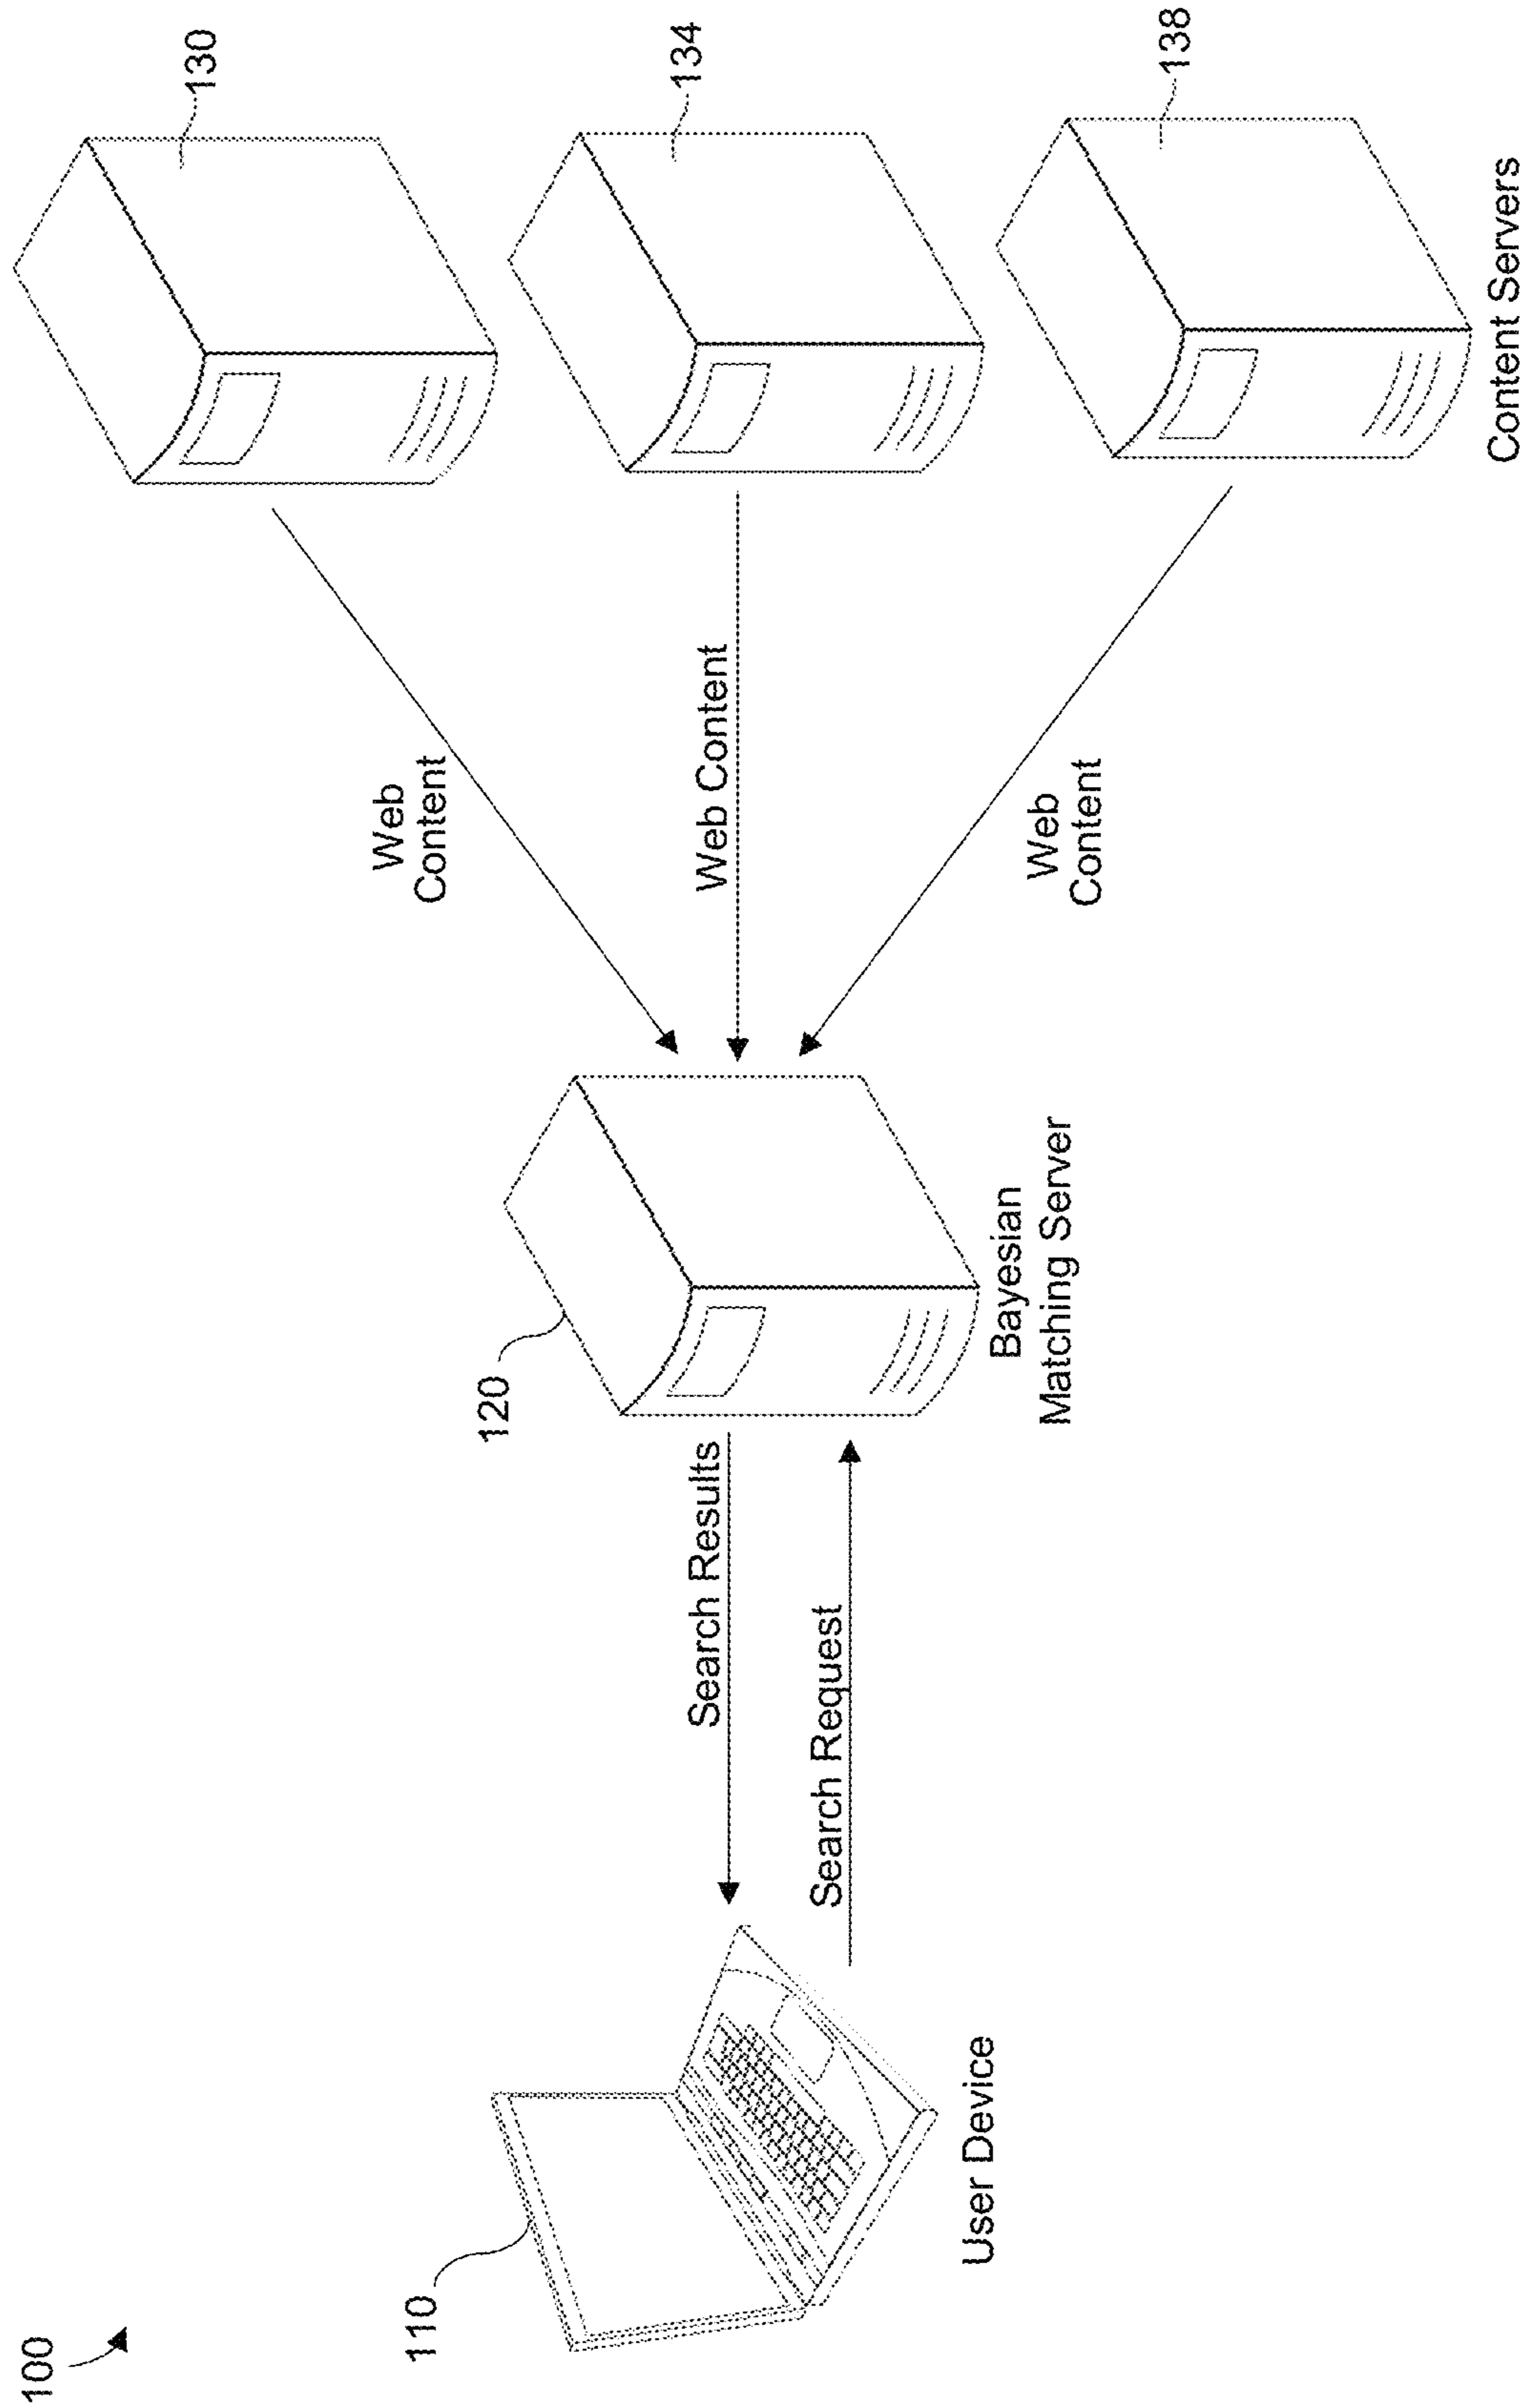 100
110
User Device
Search Results
Search Request
120
Bayesian
Matching Server
Web
Content
Web Content
Web
Content
130
134
138
Content Servers